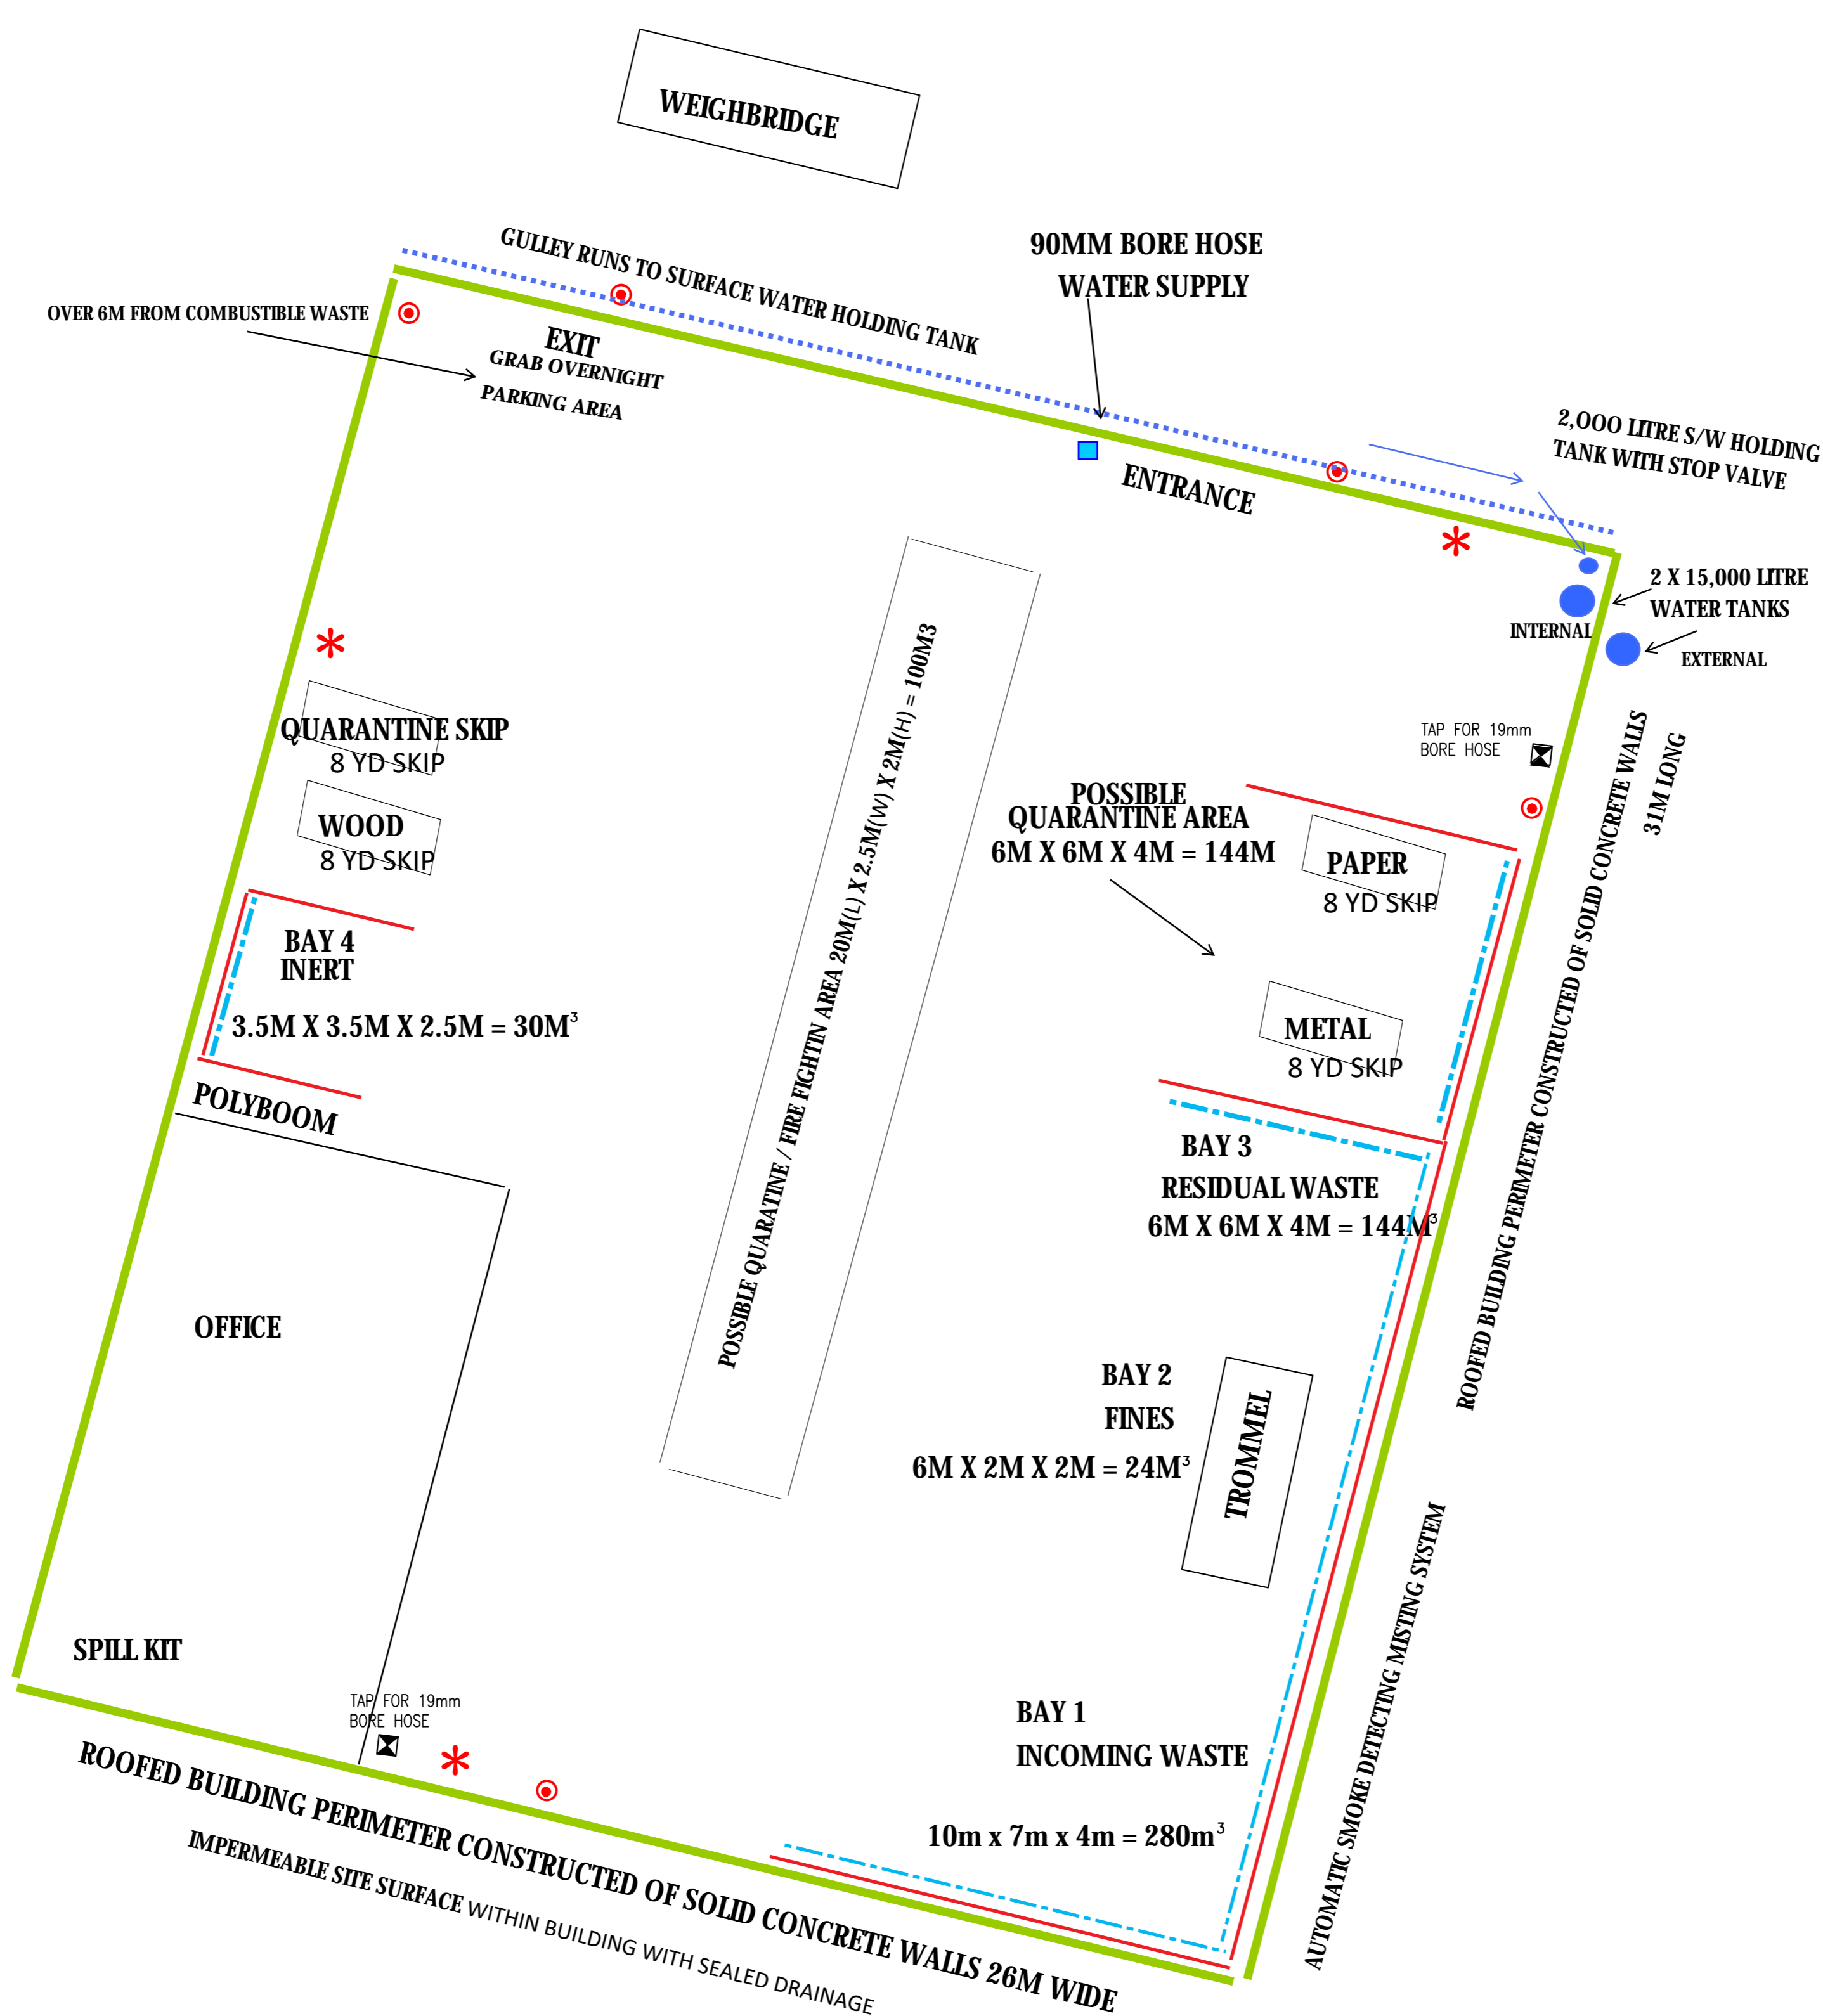 WEIGHBRIDGE
GULLEY RUNS TO SURFACE WATER HOLDING TANK
90MM BORE HOSE
WATER SUPPLY
OVER 6M FROM COMBUSTIBLE WASTE
EXIT
GRAB OVERNIGHT
PARKING AREA
ENTRANCE
2,OOO LITRE S/W HOLDING
TANK WITH STOP VALVE
2 X 15,000 LITRE
WATER TANKS
INTERNAL
EXTERNAL
QUARANTINE SKIP
8 YD SKIP
WOOD
8 YD SKIP
TAP FOR 19mm
BORE HOSE
ROOFED BUILDING PERIMETER CONSTRUCTED OF SOLID CONCRETE WALLS
31M LONG
POSSIBLE
QUARANTINE AREA
6M X 6M X 4M = 144M
PAPER
8 YD SKIP
METAL
8 YD SKIP
POSSIBLE QUARATINE / FIRE FIGHTIN AREA 20M(L) X 2.5M(W) X 2M(H) = 100M3
BAY 4
INERT
3.5M X 3.5M X 2.5M = 30M³
POLYBOOM
BAY 3
RESIDUAL WASTE
6M X 6M X 4M = 144M³
OFFICE
BAY 2
FINES
6M X 2M X 2M = 24M³
TROMMEL
SPILL KIT
TAP FOR 19mm
BORE HOSE
BAY 1
INCOMING WASTE
10m x 7m x 4m = 280m³
AUTOMATIC SMOKE DETECTING MISTING SYSTEM
ROOFED BUILDING PERIMETER CONSTRUCTED OF SOLID CONCRETE WALLS 26M WIDE
IMPERMEABLE SITE SURFACE WITHIN BUILDING WITH SEALED DRAINAGE